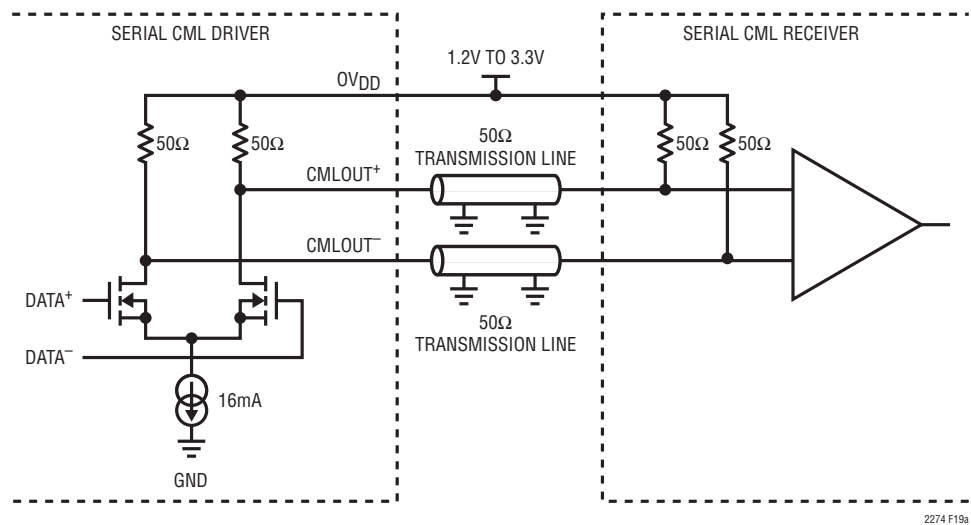 SERIAL CML DRIVER
SERIAL CML RECEIVER
1.2V TO 3.3V
OVDD
50Ω
50Ω
50Ω
TRANSMISSION LINE
50Ω
50Ω
CMLOUT+
CMLOUT–
DATA+
DATA–
50Ω
TRANSMISSION LINE
16mA
GND
2274 F19a